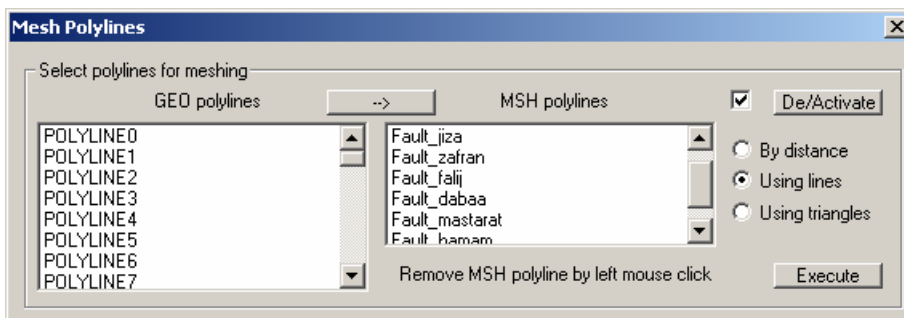 Mesh Polylines
Select polylines for meshing
GEO polylines
-->
MSH polylines
De/Activate
POLYLINE0
POLYLINE1
POLYLINE2
POLYLINE3
POLYLINE4
POLYLINE5
POLYLINE6
POLYLINE7
Fault_jiza
Fault_zafran
Fault_falij
Fault_dabaa
Fault_mastarat
Fault_hamam
By distance
Using lines
Using triangles
Remove MSH polyline by left mouse click
Execute